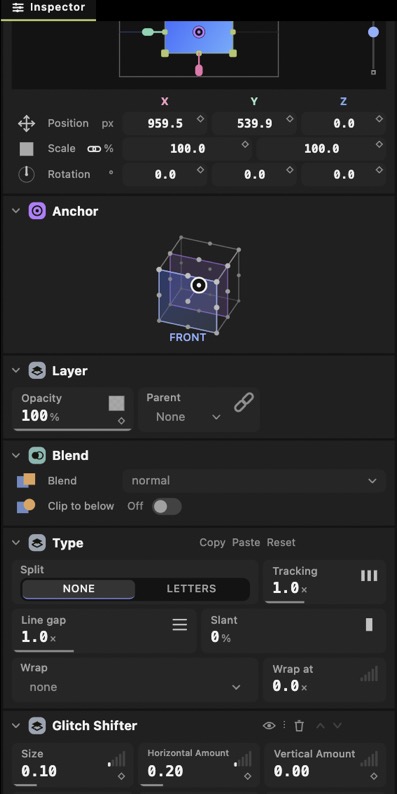 Inspector
X Y Z
Position px 959.5 539.9 0.0
Scale % 100.0 100.0
Rotation ° 0.0 0.0 0.0
Anchor
FRONT
Layer
Opacity Parent
100% None
Blend
Blend normal
Clip to below Off
Type Copy Paste Reset
Split Tracking
NONE LETTERS 1.0x
Line gap Slant
1.0x 0%
Wrap Wrap at
none 0.0x
Glitch Shifter
Size Horizontal Amount Vertical Amount
0.10 0.20 0.00